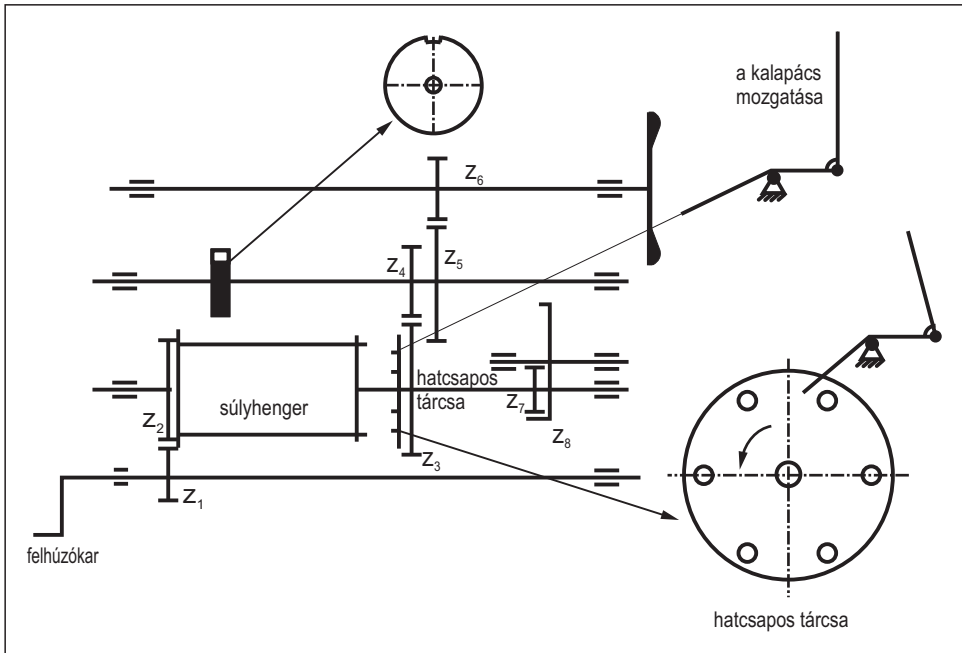 a kalapács
mozgatása
z6
z4
z5
hatcsapos
tárcsa
súlyhenger
z2
z7
z8
z3
z1
felhúzókar
hatcsapos tárcsa